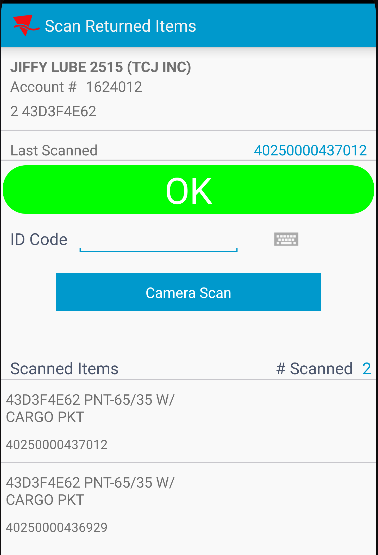 Scan Returned Items
JIFFY LUBE 2515 (TCJ INC)
Account # 1624012
2 43D3F4E62
Last Scanned 40250000437012
OK
ID Code
Camera Scan
Scanned Items # Scanned 2
43D3F4E62 PNT-65/35 W/
CARGO PKT
40250000437012
43D3F4E62 PNT-65/35 W/
CARGO PKT
40250000436929